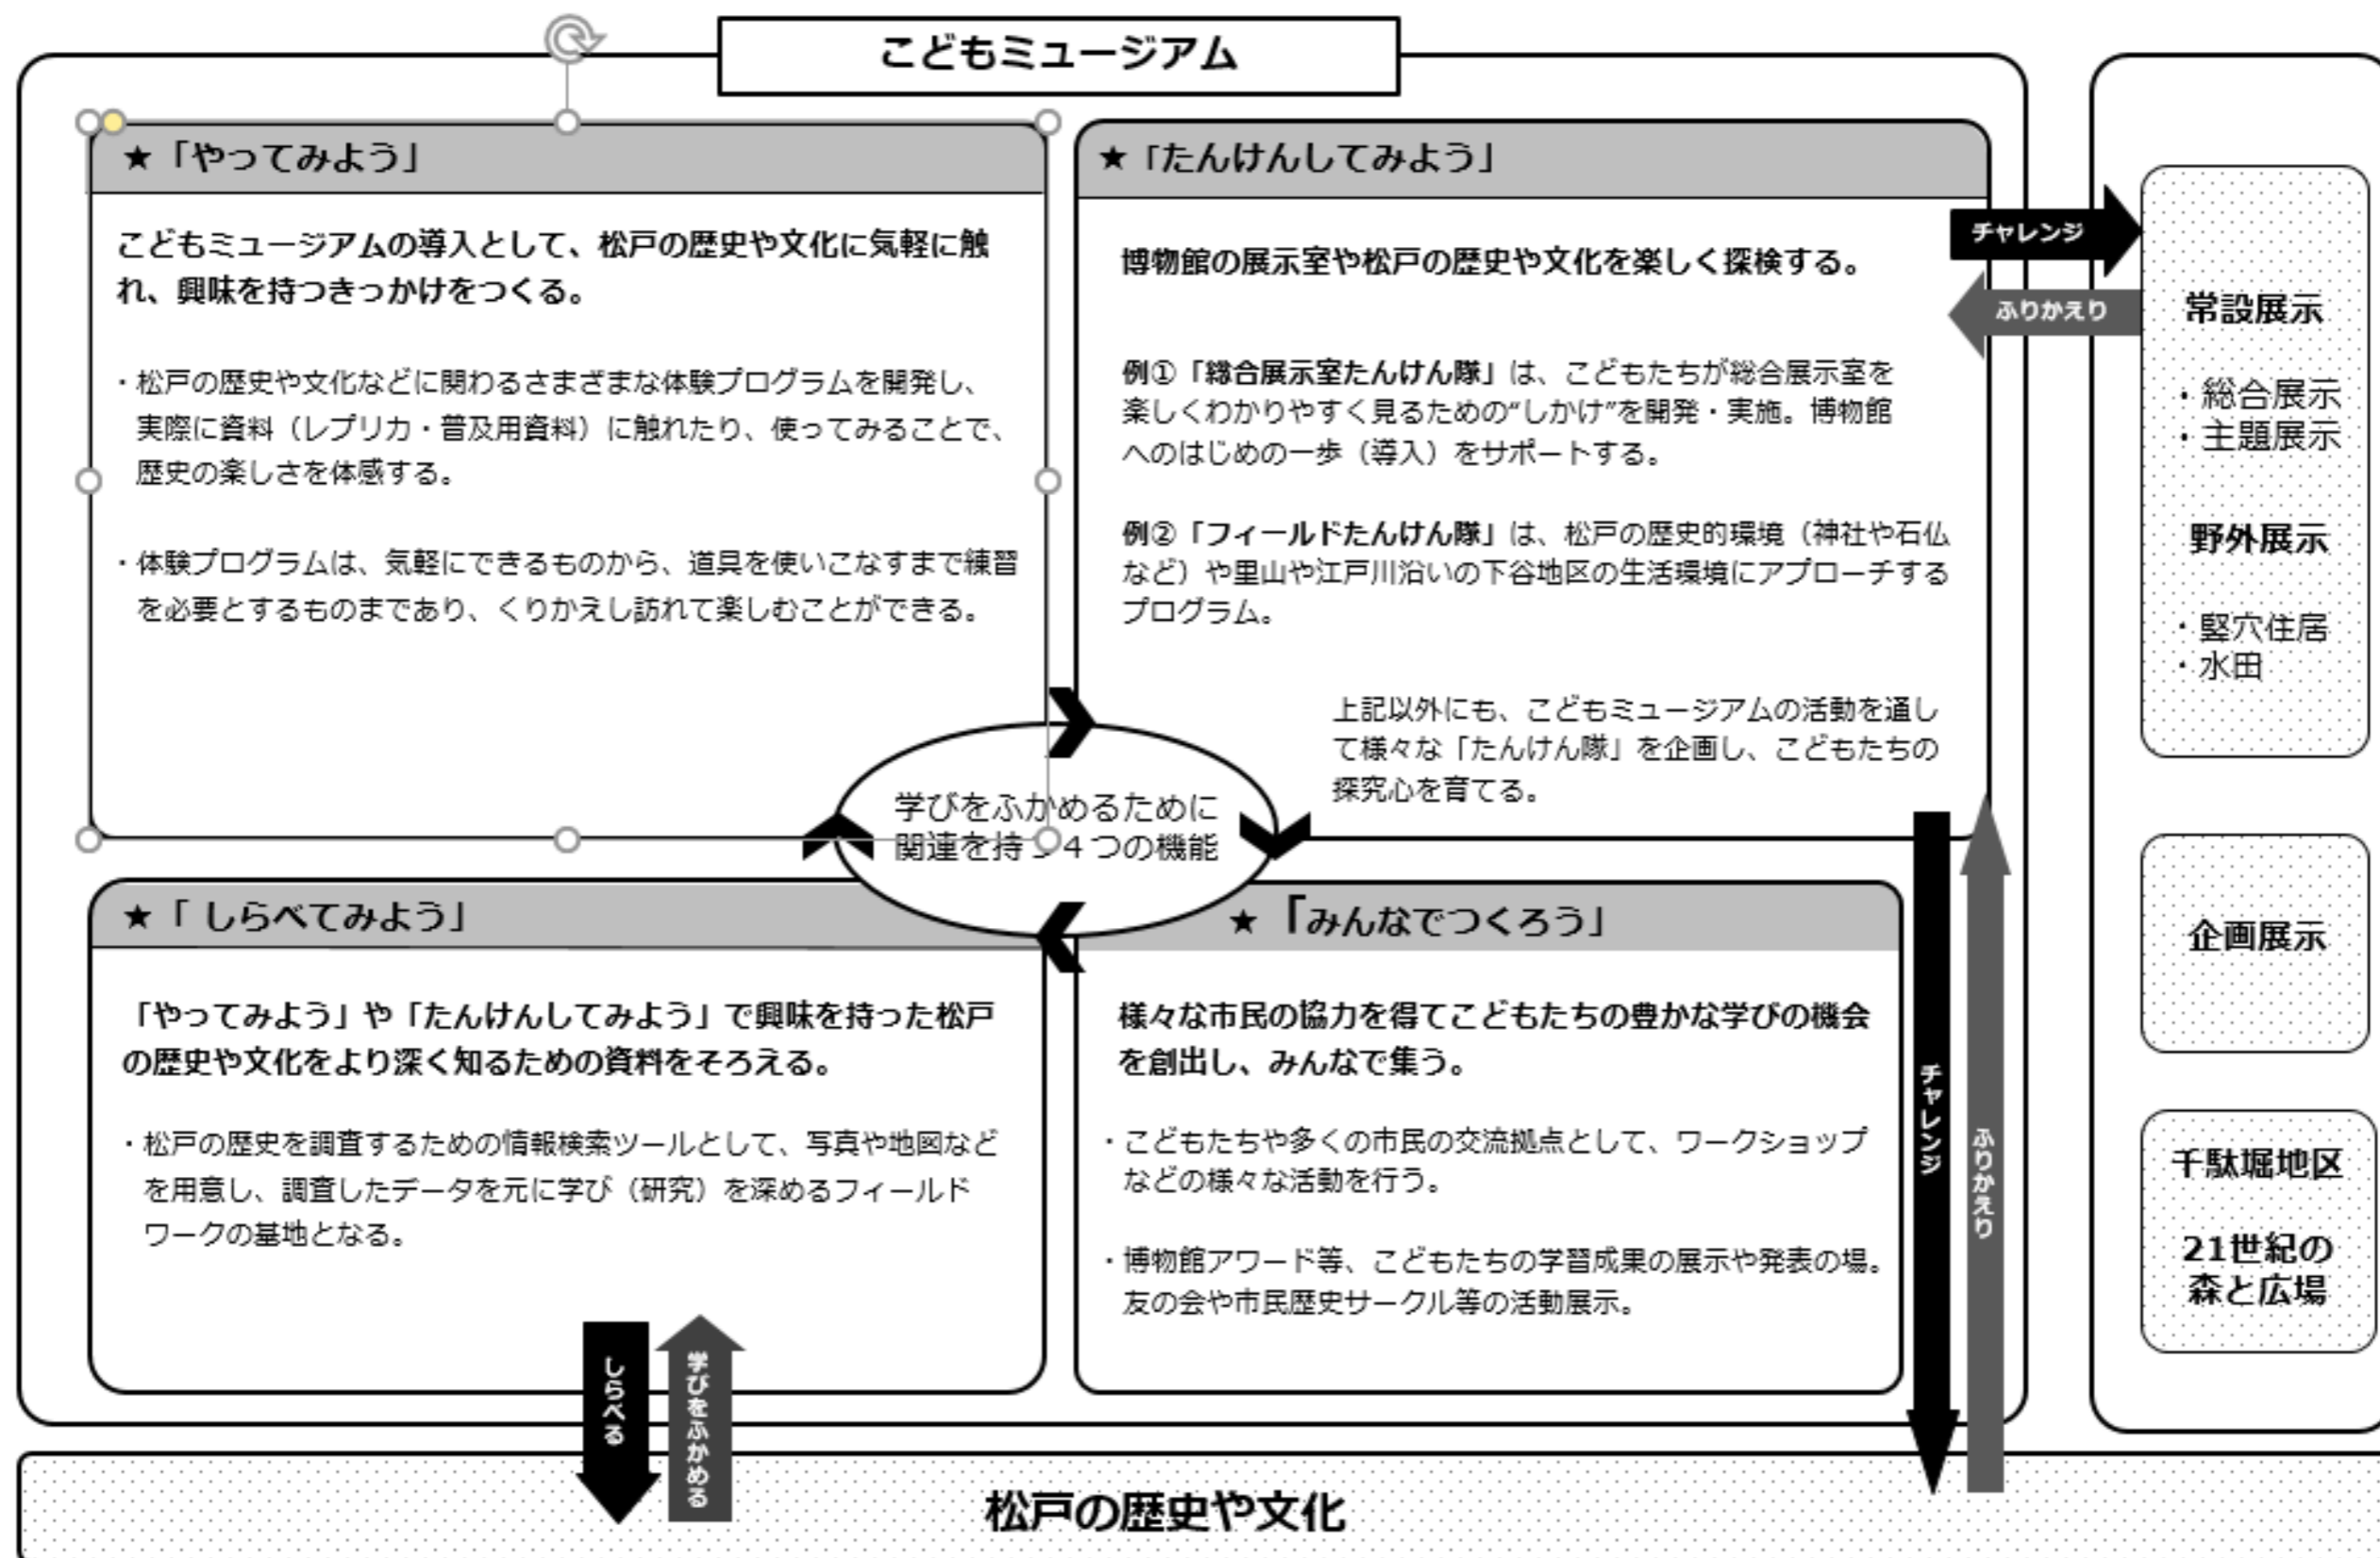 こどもミュージアム
★「やってみよう」
こどもミュージアムの導入として、松戸の歴史や文化に気軽に触
れ、興味を持つきっかけをつくる。
・松戸の歴史や文化などに関わるさまざまな体験プログラムを開発し、
実際に資料（レプリカ・普及用資料）に触れたり、使ってみることで、
歴史の楽しさを体感する。
・体験プログラムは、気軽にできるものから、道具を使いこなすまで練習
を必要とするものまであり、くりかえし訪れて楽しむことができる。
★「たんけんしてみよう」
博物館の展示室や松戸の歴史や文化を楽しく探検する。
例①「総合展示室たんけん隊」は、こどもたちが総合展示室を
楽しくわかりやすく見るための“しかけ”を開発・実施。博物館
へのはじめの一歩（導入）をサポートする。
例②「フィールドたんけん隊」は、松戸の歴史的環境（神社や石仏
など）や里山や江戸川沿いの下谷地区の生活環境にアプローチする
プログラム。
上記以外にも、こどもミュージアムの活動を通し
て様々な「たんけん隊」を企画し、こどもたちの
探究心を育てる。
学びをふかめるために
関連を持つ４つの機能
★「 しらべてみよう」
「やってみよう」や「たんけんしてみよう」で興味を持った松戸
の歴史や文化をより深く知るための資料をそろえる。
・松戸の歴史を調査するための情報検索ツールとして、写真や地図など
を用意し、調査したデータを元に学び（研究）を深めるフィールド
ワークの基地となる。
★「みんなでつくろう」
様々な市民の協力を得てこどもたちの豊かな学びの機会
を創出し、みんなで集う。
・こどもたちや多くの市民の交流拠点として、ワークショップ
などの様々な活動を行う。
・博物館アワード等、こどもたちの学習成果の展示や発表の場。
友の会や市民歴史サークル等の活動展示。
しらべる
学びをふかめる
チャレンジ
ふりかえり
チャレンジ
ふりかえり
常設展示
・総合展示
・主題展示
野外展示
・竪穴住居
・水田
企画展示
千駄堀地区
21世紀の
森と広場
松戸の歴史や文化